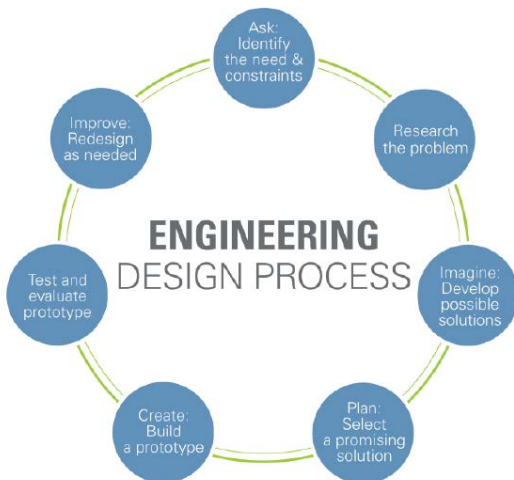 Ask:
Identify
the need &
constraints
Research
the problem
Imagine:
Develop
possible
solutions
Plan:
Select
a promising
solution
Create:
Build
a prototype
Test and
evaluate
prototype
Improve:
Redesign
as needed
ENGINEERING
DESIGN PROCESS